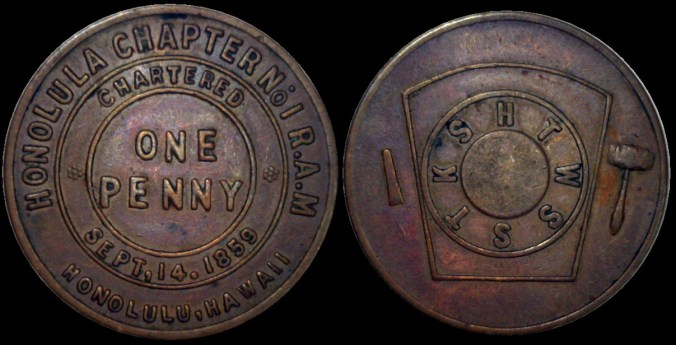 HONOLULA CHAPTER No. 1 R.A.M
CHARTERED
ONE
PENNY
SEPT, 14. 1859
HONOLULU, HAWAII
H T W S S T K S